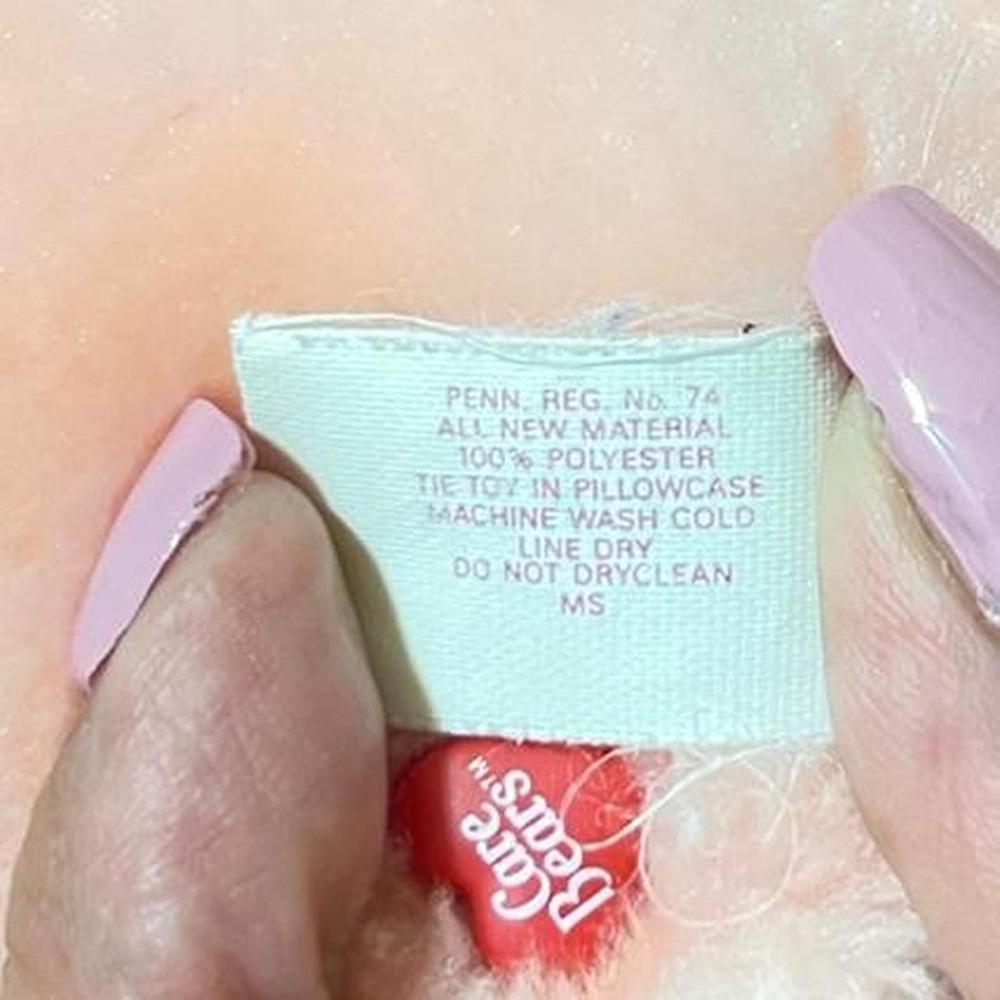 PENN. REG. No. 74
ALL NEW MATERIAL
100% POLYESTER
TIE TOY IN PILLOWCASE
MACHINE WASH COLD
LINE DRY
DO NOT DRYCLEAN
MS
Care
Bears™